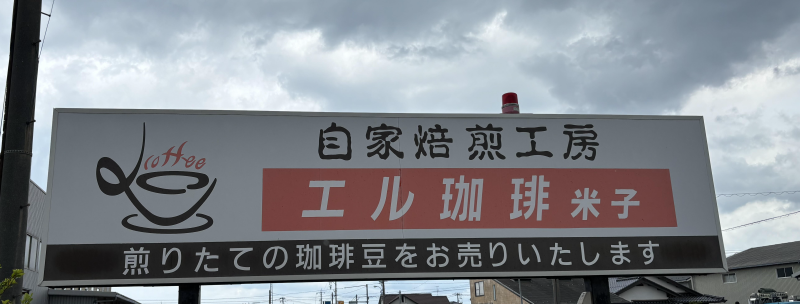 自家焙煎工房
coffee
エル珈琲 米子
煎りたての珈琲豆をお売りいたします